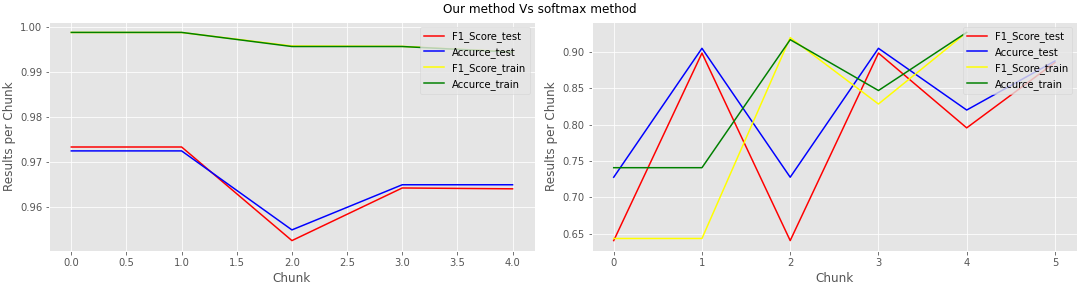 Our method Vs softmax method
Results per Chunk
1.00
0.99
0.98
0.97
0.96
F1_Score_test
Accurce_test
F1_Score_train
Accurce_train
0.0 0.5 1.0 1.5 2.0 2.5 3.0 3.5 4.0
Chunk
Results per Chunk
0.90
0.85
0.80
0.75
0.70
0.65
F1_Score_test
Accurce_test
F1_Score_train
Accurce_train
0 1 2 3 4 5
Chunk